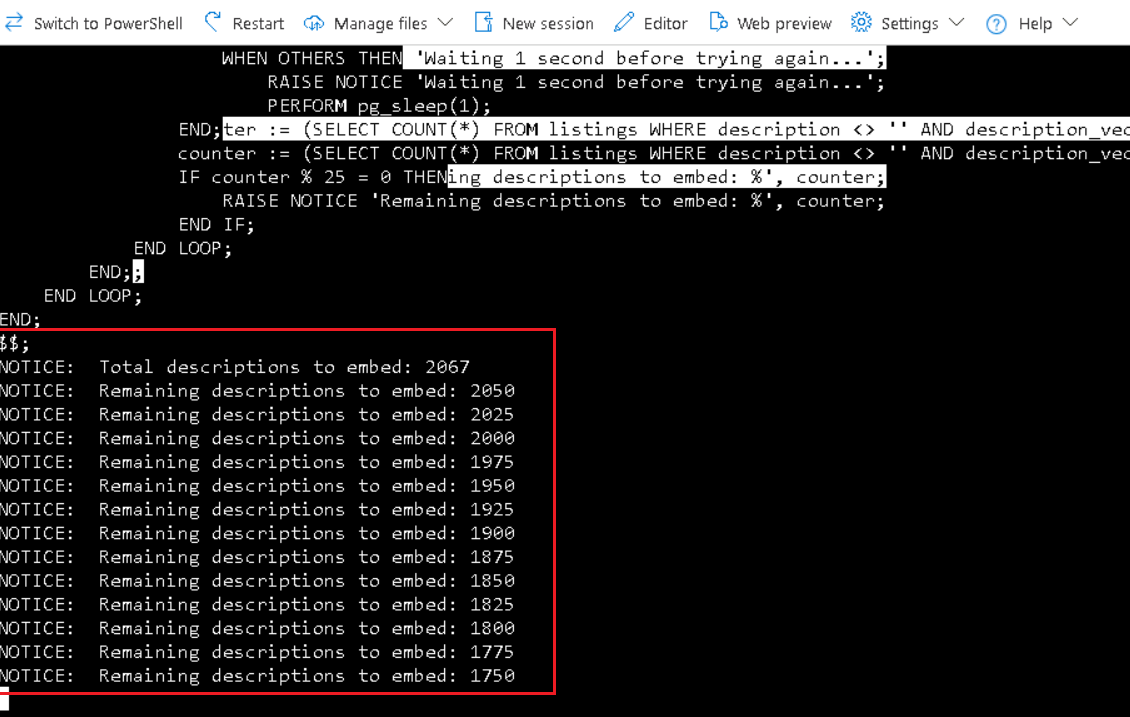 Switch to PowerShell Restart Manage files New session Editor Web preview Settings Help
WHEN OTHERS THEN 'Waiting 1 second before trying again...';
RAISE NOTICE 'Waiting 1 second before trying again...';
PERFORM pg_sleep(1);
END;ter := (SELECT COUNT(*) FROM listings WHERE description <> '' AND description_vec
counter := (SELECT COUNT(*) FROM listings WHERE description <> '' AND description_vec
IF counter % 25 = 0 THENing descriptions to embed: %', counter;
RAISE NOTICE 'Remaining descriptions to embed: %', counter;
END IF;
END LOOP;
END;;
END LOOP;
END;
$$;
NOTICE: Total descriptions to embed: 2067
NOTICE: Remaining descriptions to embed: 2050
NOTICE: Remaining descriptions to embed: 2025
NOTICE: Remaining descriptions to embed: 2000
NOTICE: Remaining descriptions to embed: 1975
NOTICE: Remaining descriptions to embed: 1950
NOTICE: Remaining descriptions to embed: 1925
NOTICE: Remaining descriptions to embed: 1900
NOTICE: Remaining descriptions to embed: 1875
NOTICE: Remaining descriptions to embed: 1850
NOTICE: Remaining descriptions to embed: 1825
NOTICE: Remaining descriptions to embed: 1800
NOTICE: Remaining descriptions to embed: 1775
NOTICE: Remaining descriptions to embed: 1750